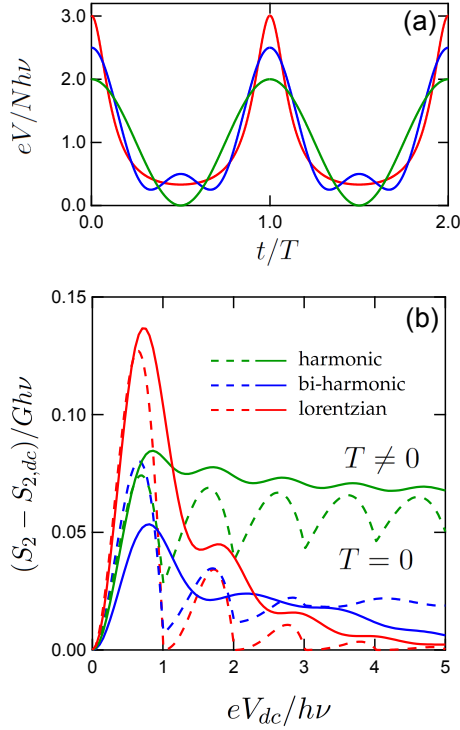 (a)
eV/Nhν
3.0
2.0
1.0
0.0
0.0 1.0 2.0
t/T
(b)
(S₂ − S₂,dc)/Ghν
0.15
0.10
0.05
0.00
harmonic
bi-harmonic
lorentzian
T ≠ 0
T = 0
0 1 2 3 4 5
eVdc/hν